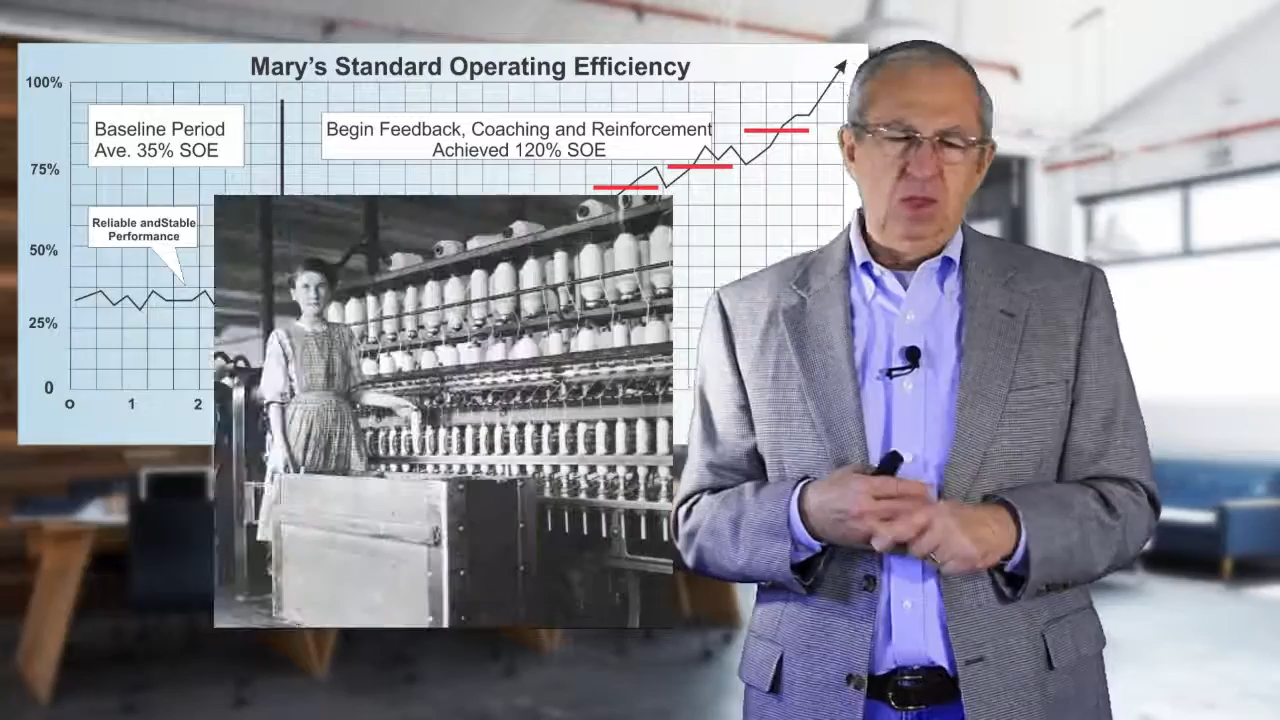 Mary's Standard Operating Efficiency
100%
Baseline Period
Ave. 35% SOE
Begin Feedback, Coaching and Reinforcement
Achieved 120% SOE
75%
Reliable andStable
Performance
50%
25%
0
O 1 2